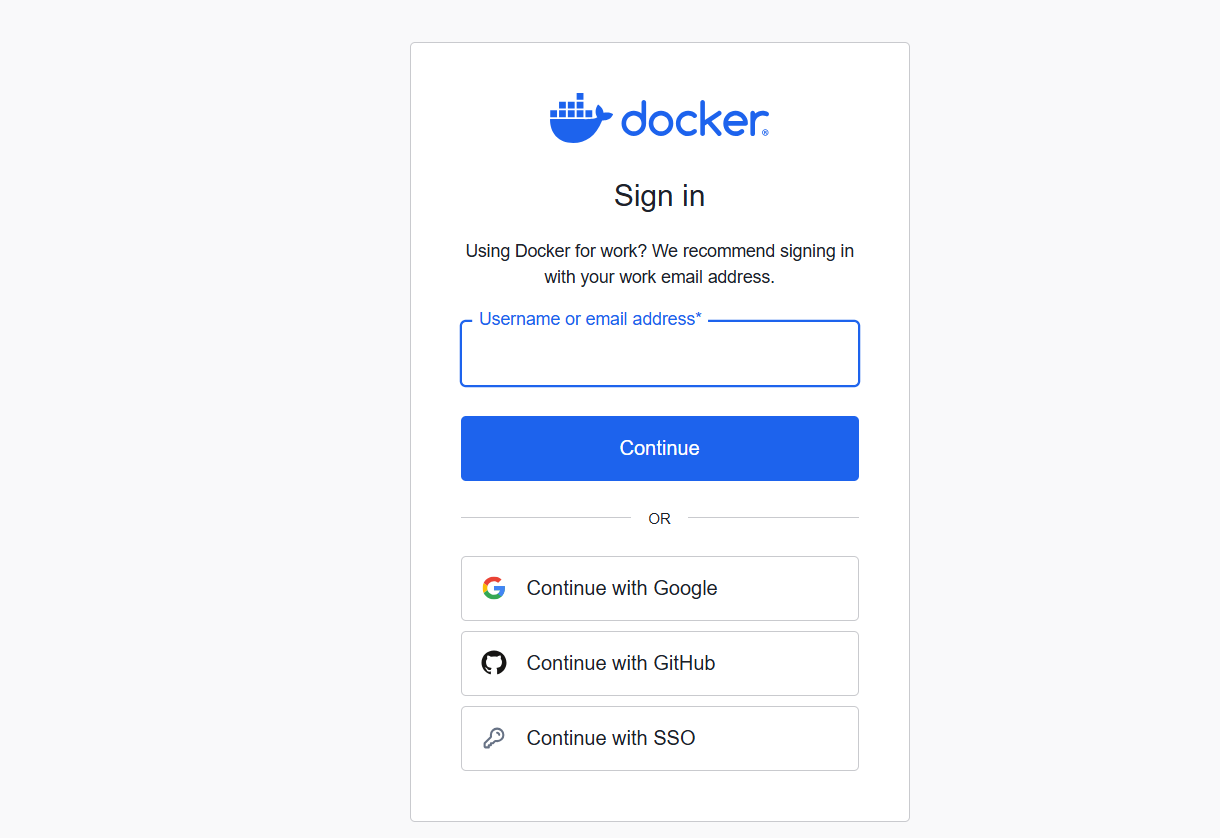 docker®
Sign in
Using Docker for work? We recommend signing in
with your work email address.
Username or email address*
Continue
OR
Continue with Google
Continue with GitHub
Continue with SSO